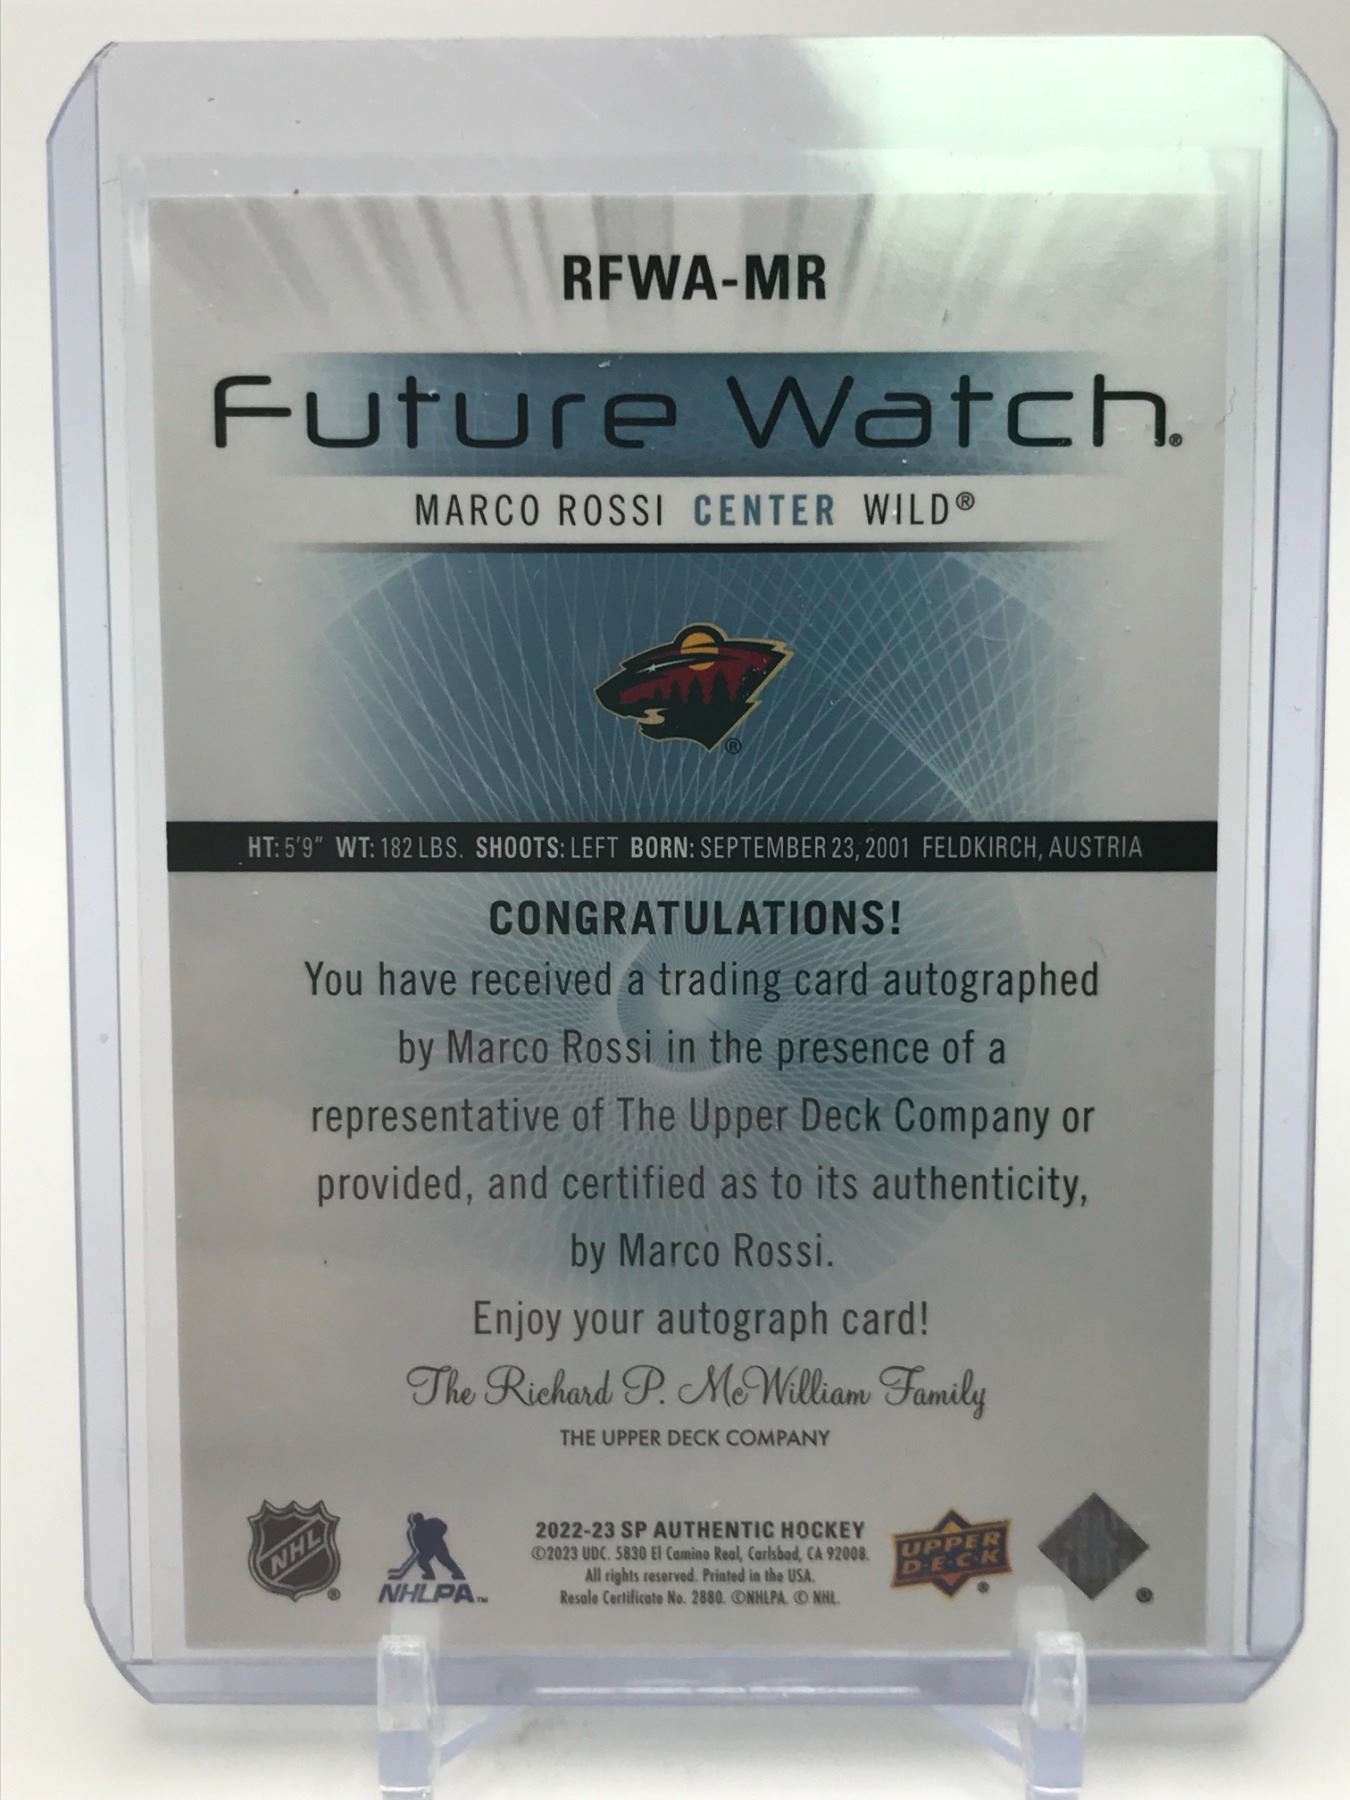 RFWA-MR
Future Watch®
MARCO ROSSI CENTER WILD®
®
HT: 5'9" WT: 182 LBS. SHOOTS: LEFT BORN: SEPTEMBER 23, 2001 FELDKIRCH, AUSTRIA
CONGRATULATIONS!
You have received a trading card autographed
by Marco Rossi in the presence of a
representative of The Upper Deck Company or
provided, and certified as to its authenticity,
by Marco Rossi.
Enjoy your autograph card!
The Richard P. McWilliam Family
THE UPPER DECK COMPANY
NHL ®
NHLPA™
2022-23 SP AUTHENTIC HOCKEY
©2023 UDC. 5830 El Camino Real, Carlsbad, CA 92008.
All rights reserved. Printed in the USA.
Resale Certificate No. 2880. ©NHLPA. © NHL.
UPPER
D·E·C·K ®
®